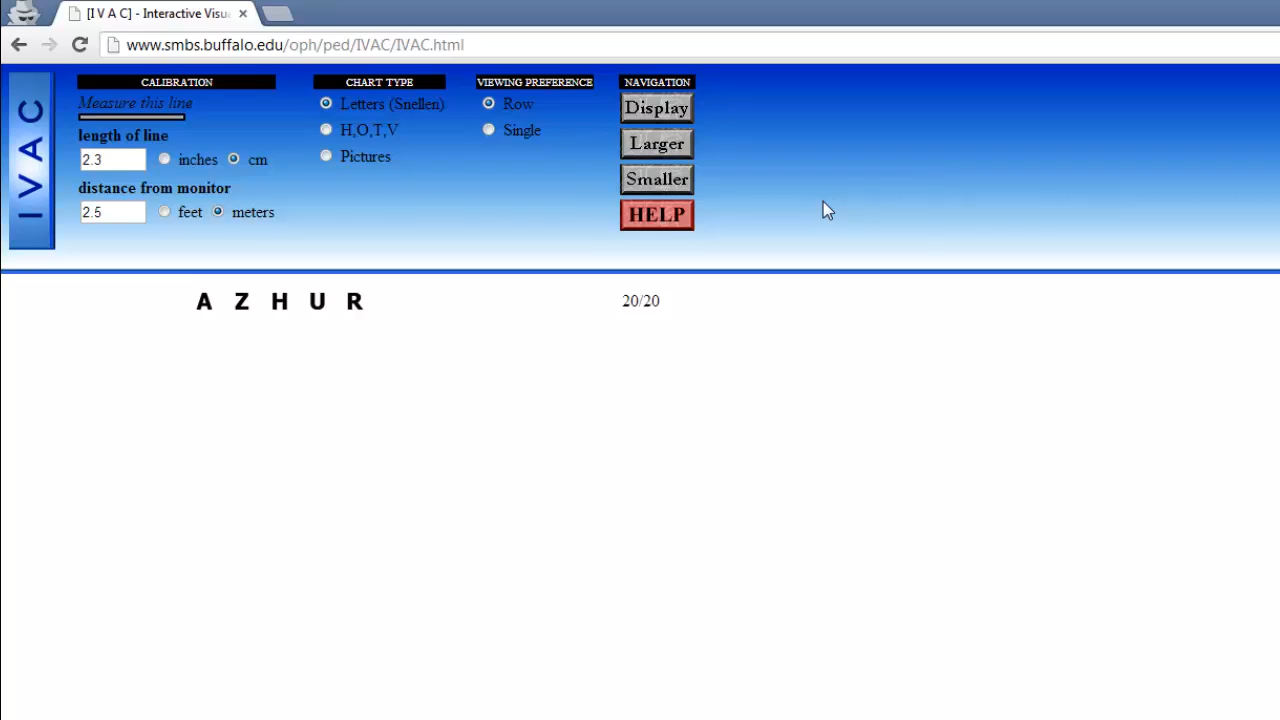 [I V A C] - Interactive Visu
www.smbs.buffalo.edu/oph/ped/IVAC/IVAC.html
I V A C
CALIBRATION
Measure this line
length of line
2.3 inches cm
distance from monitor
2.5 feet meters
CHART TYPE
Letters (Snellen)
H,O,T,V
Pictures
VIEWING PREFERENCE
Row
Single
NAVIGATION
Display
Larger
Smaller
HELP
A Z H U R 20/20